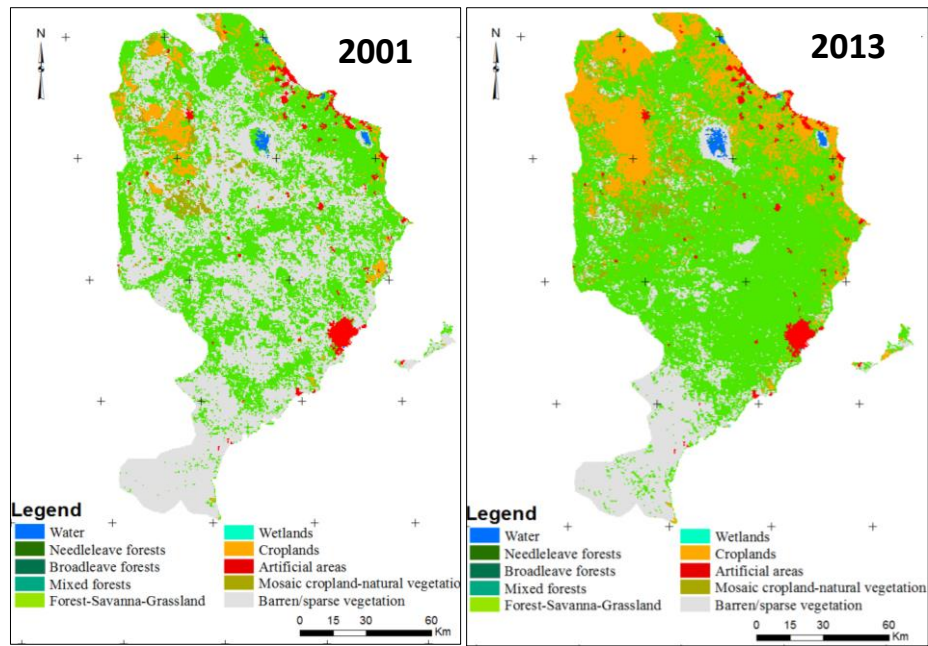 N
2001
Legend
Water
Needleleave forests
Broadleave forests
Mixed forests
Forest-Savanna-Grassland
Wetlands
Croplands
Artificial areas
Mosaic cropland-natural vegetatio
Barren/sparse vegetation
0 15 30 60
Km
N
2013
Legend
Water
Needleleave forests
Broadleave forests
Mixed forests
Forest-Savanna-Grassland
Wetlands
Croplands
Artificial areas
Mosaic cropland-natural vegetation
Barren/sparse vegetation
0 15 30 60
Km